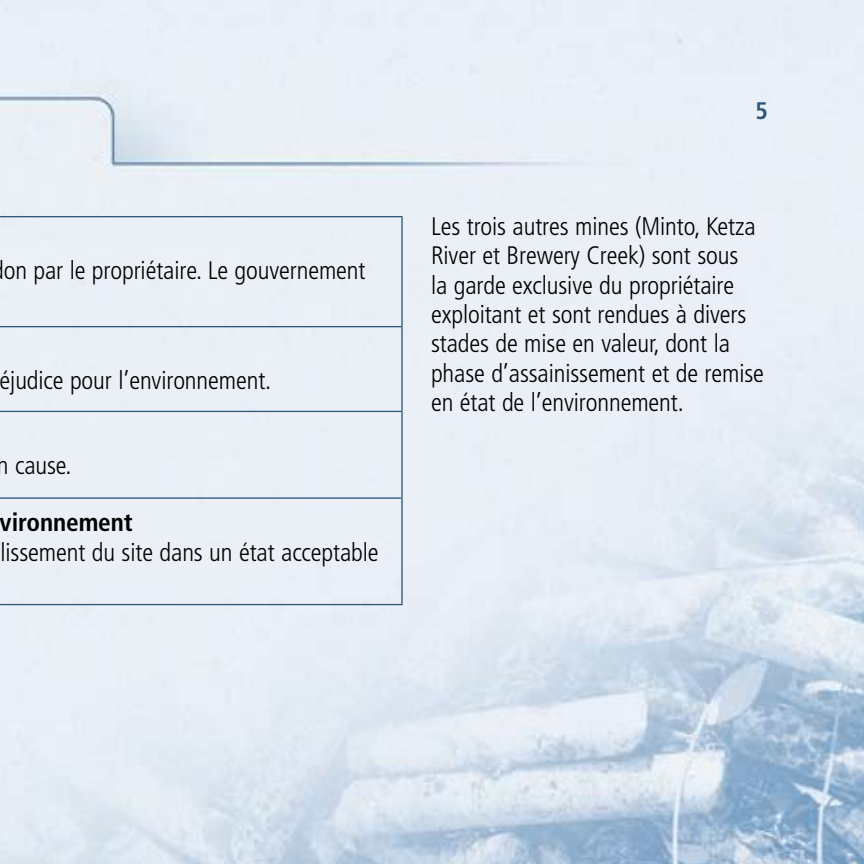 5
don par le propriétaire. Le gouvernement
éjudice pour l’environnement.
cause.
vironnement
lissement du site dans un état acceptable
Les trois autres mines (Minto, Ketza
River et Brewery Creek) sont sous
la garde exclusive du propriétaire
exploitant et sont rendues à divers
stades de mise en valeur, dont la
phase d’assainissement et de remise
en état de l’environnement.